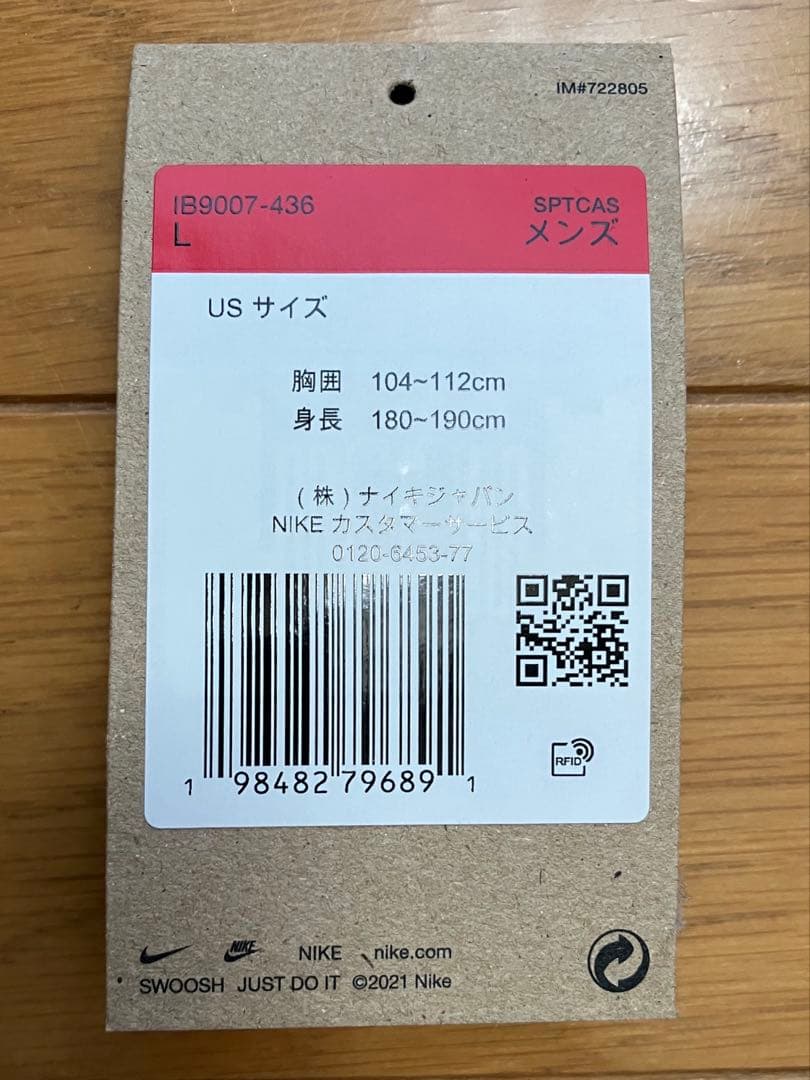 IM#722805
IB9007-436
SPTCAS
L
メンズ
US サイズ
胸囲 104~112cm
身長 180~190cm
(株)ナイキジャパン
NIKE カスタマーサービス
0120-6453-77
1 98482 79689 1
RFID
NIKE NIKE nike.com
SWOOSH JUST DO IT ©2021 Nike